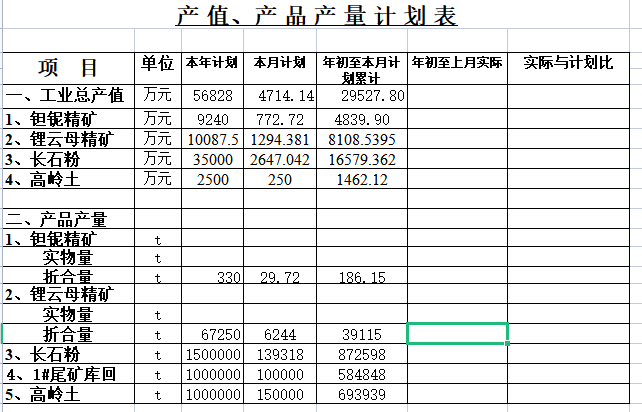 产值、产品产量计划表
项 目 单位 本年计划 本月计划 年初至本月计划累计 年初至上月实际 实际与计划比
一、工业总产值 万元 56828 4714.14 29527.80
1、钽铌精矿 万元 9240 772.72 4839.90
2、锂云母精矿 万元 10087.5 1294.381 8108.5395
3、长石粉 万元 35000 2647.042 16579.362
4、高岭土 万元 2500 250 1462.12
二、产品产量
1、钽铌精矿 t
实物量 t
折合量 t 330 29.72 186.15
2、锂云母精矿
实物量 t
折合量 t 67250 6244 39115
3、长石粉 t 1500000 139318 872598
4、1#尾矿库回 t 1000000 100000 584848
5、高岭土 t 1000000 150000 693939